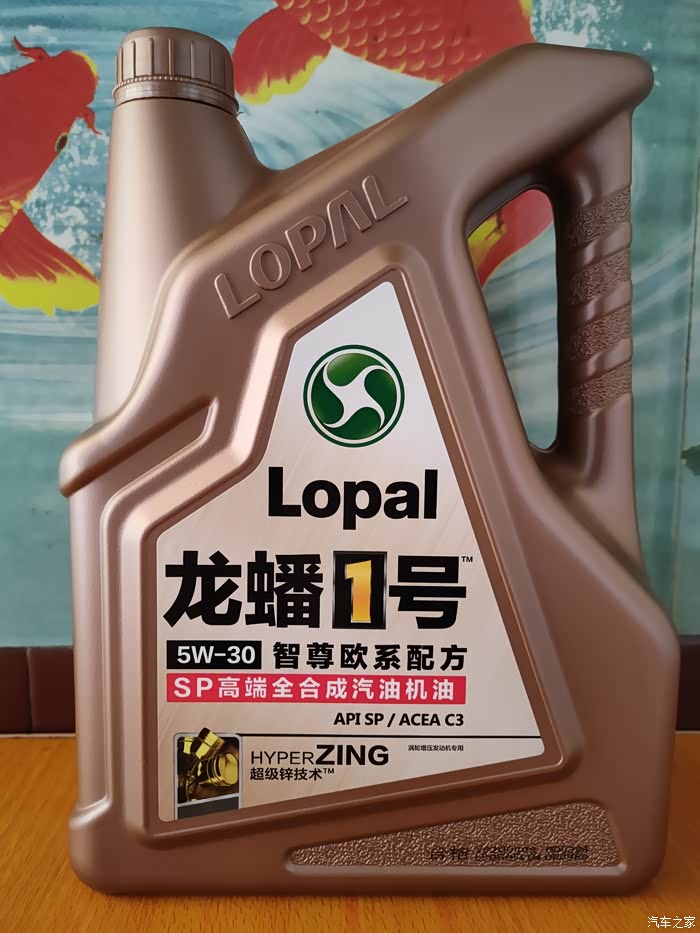 LOPAL
Lopal
龙蟠1号™
5W-30 智尊欧系配方
SP高端全合成汽油机油
API SP / ACEA C3
HYPERZING 涡轮增压发动机专用
超级锌技术™
合格
汽车之家